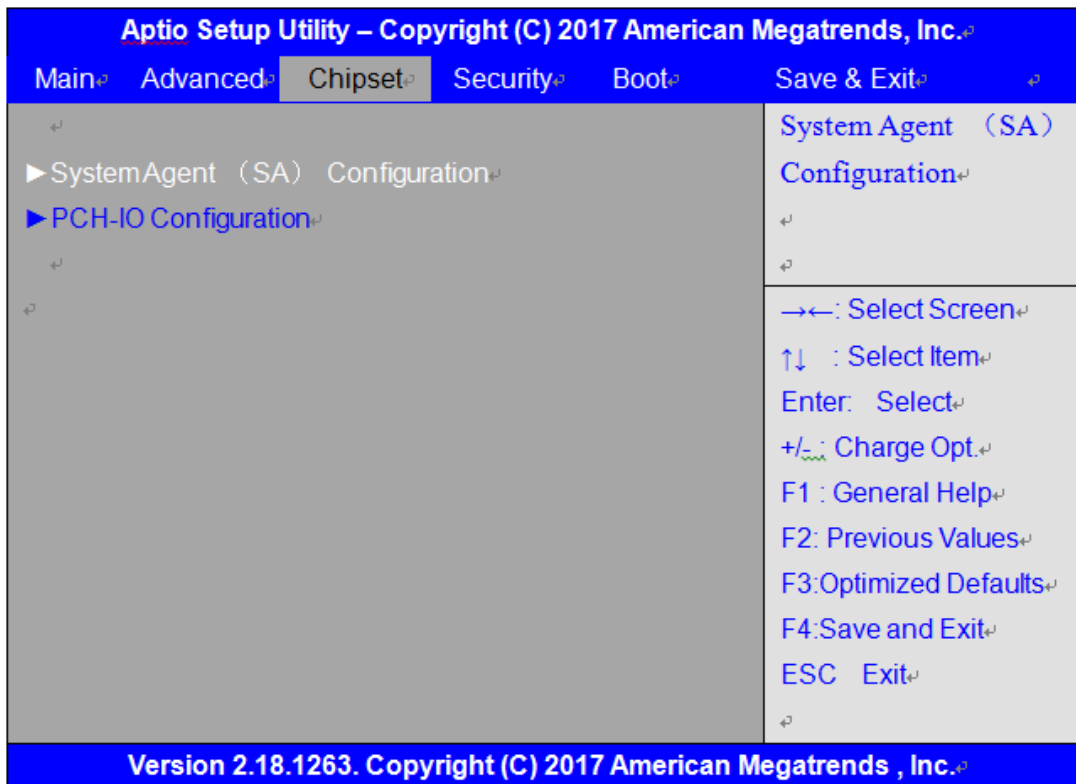 Aptio Setup Utility – Copyright (C) 2017 American Megatrends, Inc.
Main Advanced Chipset Security Boot Save & Exit
►System Agent （SA） Configuration
►PCH-IO Configuration
System Agent （SA）
Configuration
→←: Select Screen
↑↓ : Select Item
Enter: Select
+/- : Charge Opt.
F1 : General Help
F2: Previous Values
F3:Optimized Defaults
F4:Save and Exit
ESC Exit
Version 2.18.1263. Copyright (C) 2017 American Megatrends , Inc.